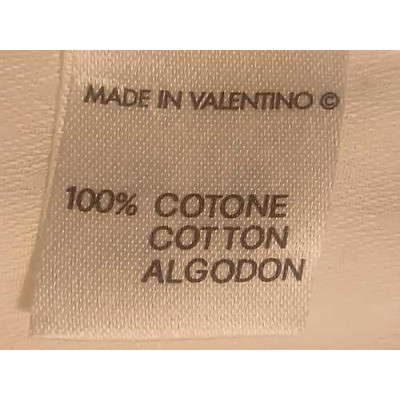 MADE IN VALENTINO ©
100% COTONE
COTTON
ALGODON